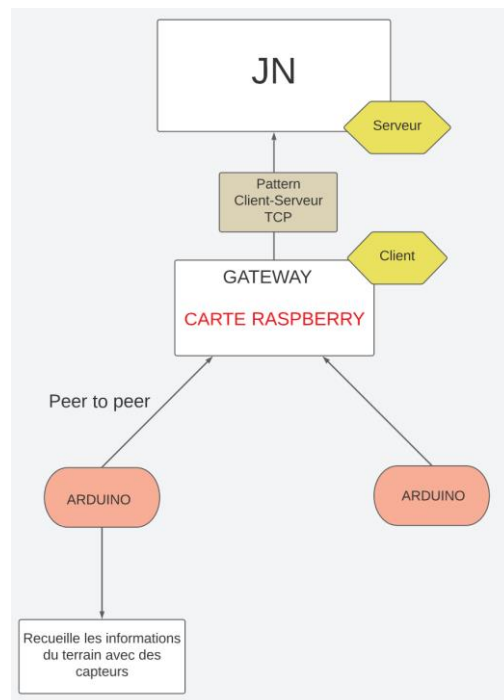 JN
Serveur
Pattern
Client-Serveur
TCP
Client
GATEWAY
CARTE RASPBERRY
Peer to peer
ARDUINO
ARDUINO
Recueille les informations
du terrain avec des
capteurs